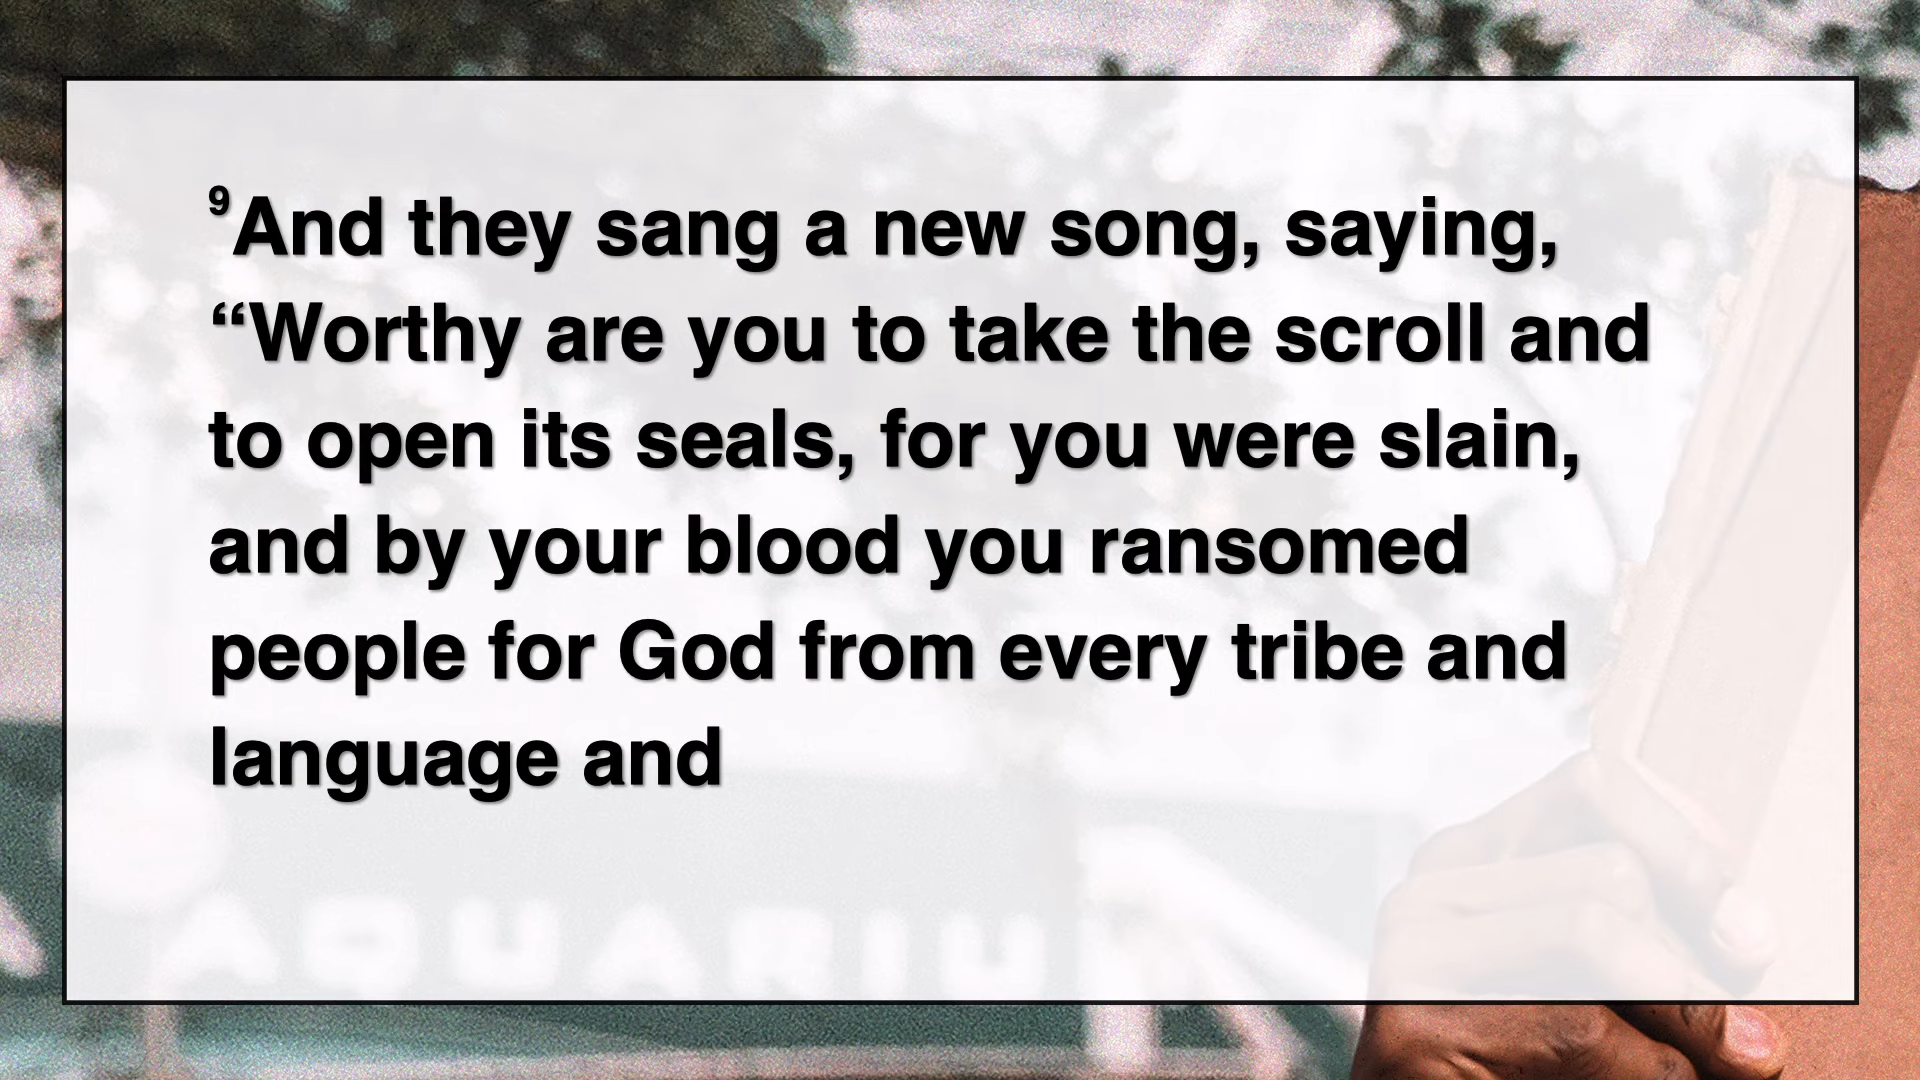 ⁹And they sang a new song, saying,
“Worthy are you to take the scroll and
to open its seals, for you were slain,
and by your blood you ransomed
people for God from every tribe and
language and
AQUARIU